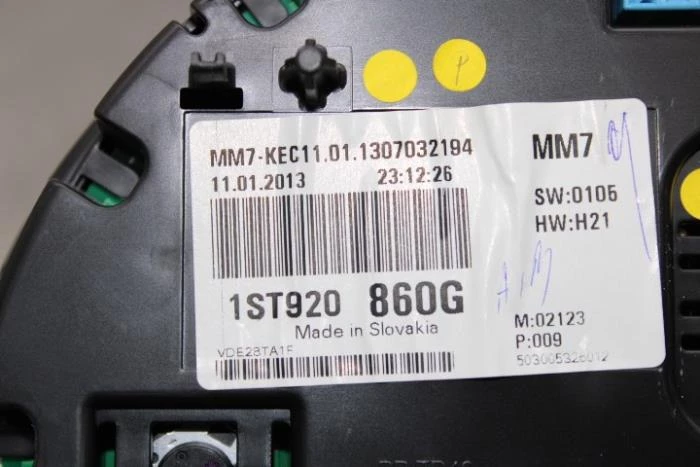 P
MM7-KEC11.01.1307032194
MM7
11.01.2013 23:12:26
SW:0105
HW:H21
1ST920 860G
Made in Slovakia
M:02123
P:009
VDE28TA1F
503005326012